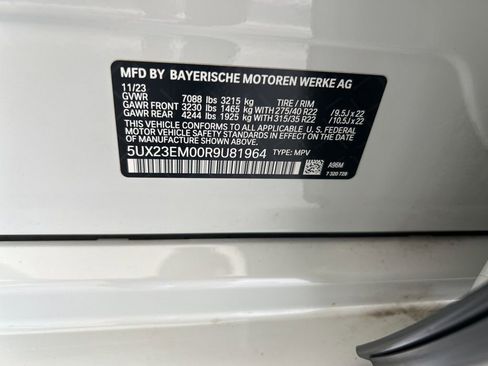 MFD BY BAYERISCHE MOTOREN WERKE AG
11/23
GVWR 7088 lbs 3215 kg TIRE / RIM
GAWR FRONT 3230 lbs 1465 kg WITH 275/40 R22 / 9.5J x 22
GAWR REAR 4244 lbs 1925 kg WITH 315/35 R22 / 10.5J x 22
THIS VEHICLE CONFORMS TO ALL APPLICABLE U. S. FEDERAL
MOTOR VEHICLE SAFETY STANDARDS IN EFFECT ON THE DATE OF
MANUFACTURE SHOWN ABOVE.
5UX23EM00R9U81964 TYPE: MPV
A96M
7 320 728